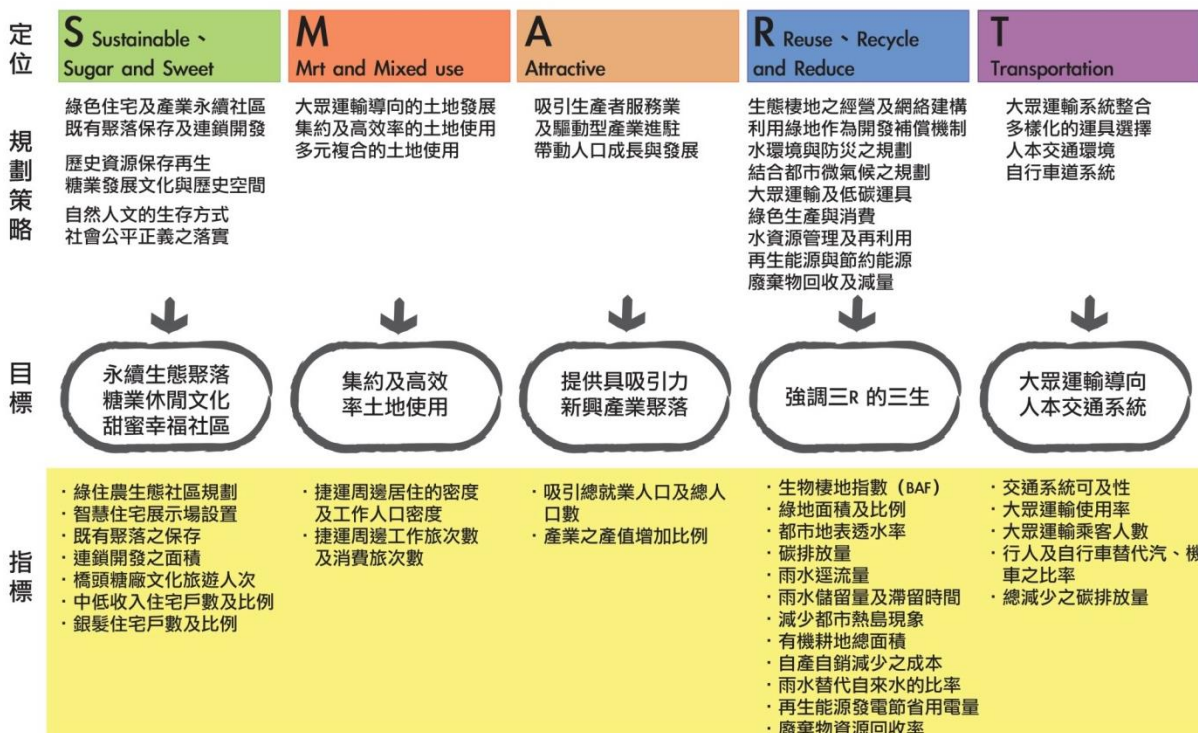 定位
S Sustainable、
Sugar and Sweet
M
Mrt and Mixed use
A
Attractive
R Reuse、Recycle
and Reduce
T
Transportation
規劃策略
綠色住宅及產業永續社區
既有聚落保存及連鎖開發
歷史資源保存再生
糖業發展文化與歷史空間
自然人文的生存方式
社會公平正義之落實
大眾運輸導向的土地發展
集約及高效率的土地使用
多元複合的土地使用
吸引生產者服務業
及驅動型產業進駐
帶動人口成長與發展
生態棲地之經營及網絡建構
利用綠地作為開發補償機制
水環境與防災之規劃
結合都市微氣候之規劃
大眾運輸及低碳運具
綠色生產與消費
水資源管理及再利用
再生能源與節約能源
廢棄物回收及減量
大眾運輸系統整合
多樣化的運具選擇
人本交通環境
自行車道系統
目標
永續生態聚落
糖業休閒文化
甜蜜幸福社區
集約及高效
率土地使用
提供具吸引力
新興產業聚落
強調三R 的三生
大眾運輸導向
人本交通系統
指標
· 綠住農生態社區規劃
· 智慧住宅展示場設置
· 既有聚落之保存
· 連鎖開發之面積
· 橋頭糖廠文化旅遊人次
· 中低收入住宅戶數及比例
· 銀髮住宅戶數及比例
· 捷運周邊居住的密度
及工作人口密度
· 捷運周邊工作旅次數
及消費旅次數
· 吸引總就業人口及總人
口數
· 產業之產值增加比例
· 生物棲地指數（BAF）
· 綠地面積及比例
· 都市地表透水率
· 碳排放量
· 雨水逕流量
· 雨水儲留量及滯留時間
· 減少都市熱島現象
· 有機耕地總面積
· 自產自銷減少之成本
· 雨水替代自來水的比率
· 再生能源發電節省用電量
· 廢棄物資源回收率
· 交通系統可及性
· 大眾運輸使用率
· 大眾運輸乘客人數
· 行人及自行車替代汽、機
車之比率
· 總減少之碳排放量